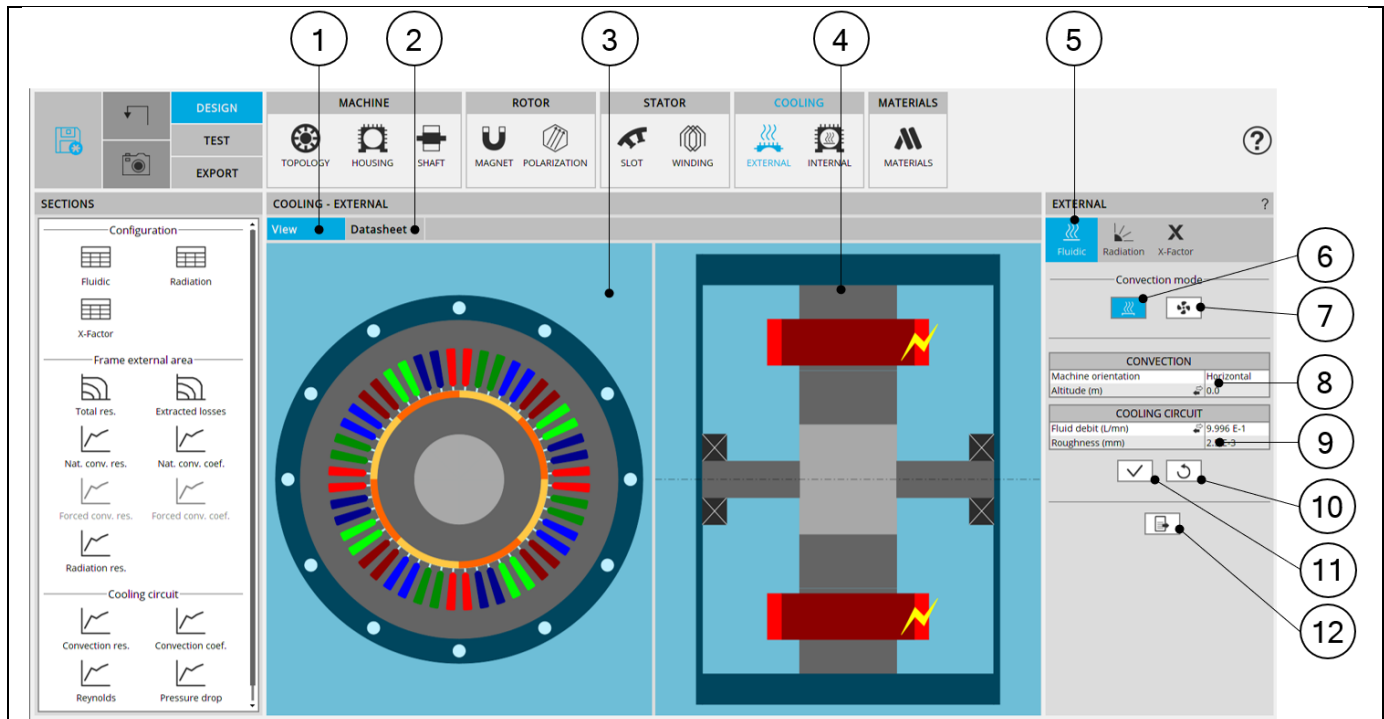 1 2 3 4 5
DESIGN
TEST
EXPORT
MACHINE ROTOR STATOR COOLING MATERIALS
TOPOLOGY HOUSING SHAFT MAGNET POLARIZATION SLOT WINDING EXTERNAL INTERNAL MATERIALS
?
SECTIONS
Configuration
Fluidic Radiation
X-Factor
Frame external area
Total res. Extracted losses
Nat. conv. res. Nat. conv. coef.
Forced conv. res. Forced conv. coef.
Radiation res.
Cooling circuit
Convection res. Convection coef.
Reynolds Pressure drop
COOLING - EXTERNAL
View Datasheet
EXTERNAL ?
Fluidic Radiation X-Factor
Convection mode
CONVECTION
Machine orientation Horizontal
Altitude (m) 0.0
COOLING CIRCUIT
Fluid debit (L/mn) 9.996 E-1
Roughness (mm)
6
7
8
9
10
11
12